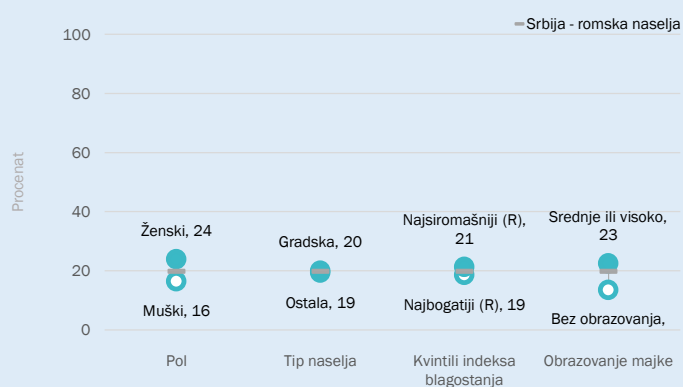 Srbija - romska naselja
100
80
60
40
20
0
Procenat
Ženski, 24
Muški, 16
Gradska, 20
Ostala, 19
Najsiromašniji (R),
21
Najbogatiji (R), 19
Srednje ili visoko,
23
Bez obrazovanja,
Pol
Tip naselja
Kvintili indeksa
blagostanja
Obrazovanje majke